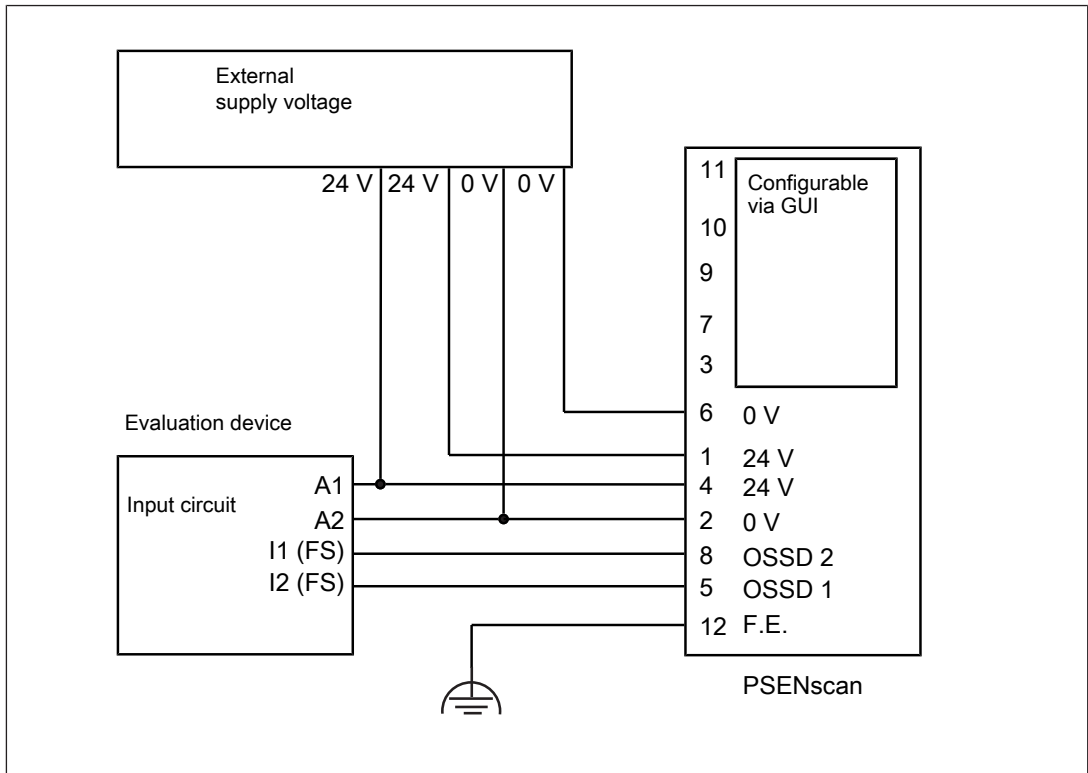 External
supply voltage
24 V 24 V 0 V 0 V
11
Configurable
via GUI
10
9
7
3
6 0 V
1 24 V
4 24 V
2 0 V
8 OSSD 2
5 OSSD 1
12 F.E.
PSENscan
Evaluation device
Input circuit
A1
A2
I1 (FS)
I2 (FS)